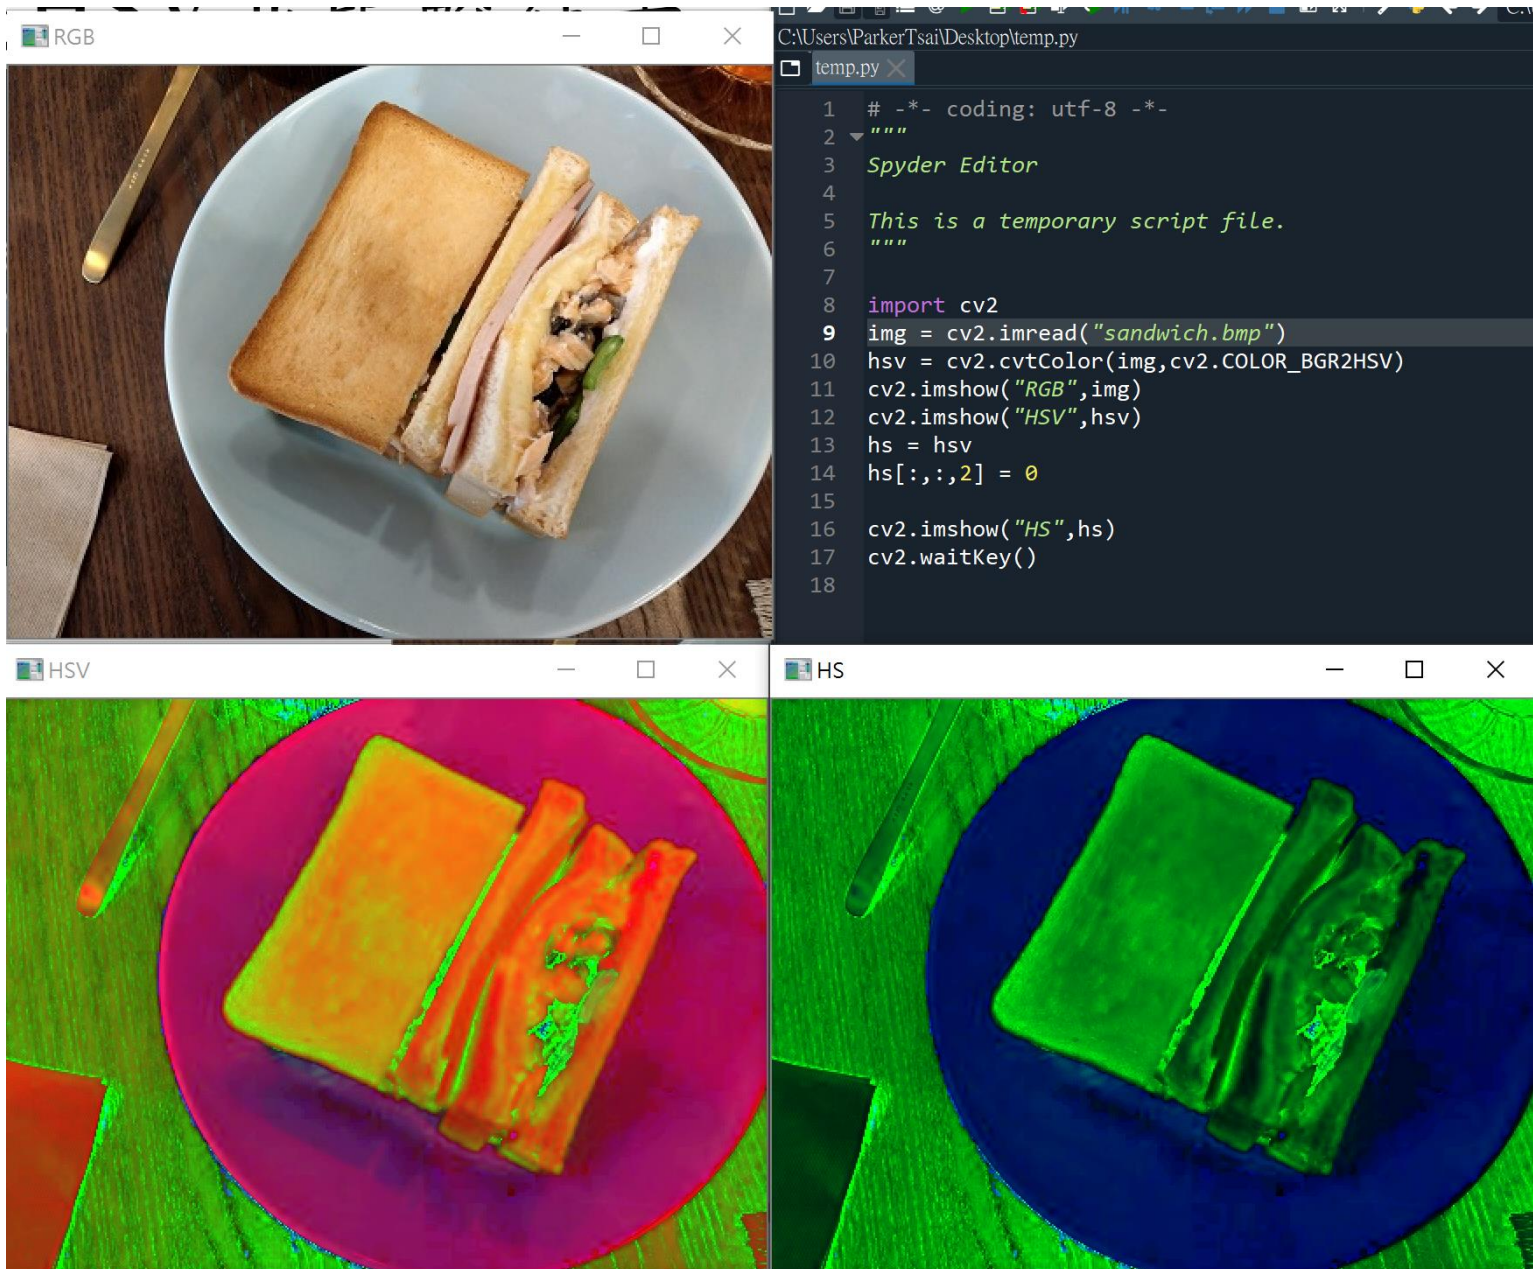 RGB
C:\Users\ParkerTsai\Desktop\temp.py
temp.py
1 # -*- coding: utf-8 -*-
2 """
3 Spyder Editor
4
5 This is a temporary script file.
6 """
7
8 import cv2
9 img = cv2.imread("sandwich.bmp")
10 hsv = cv2.cvtColor(img,cv2.COLOR_BGR2HSV)
11 cv2.imshow("RGB",img)
12 cv2.imshow("HSV",hsv)
13 hs = hsv
14 hs[:,:,2] = 0
15
16 cv2.imshow("HS",hs)
17 cv2.waitKey()
18
HSV
HS